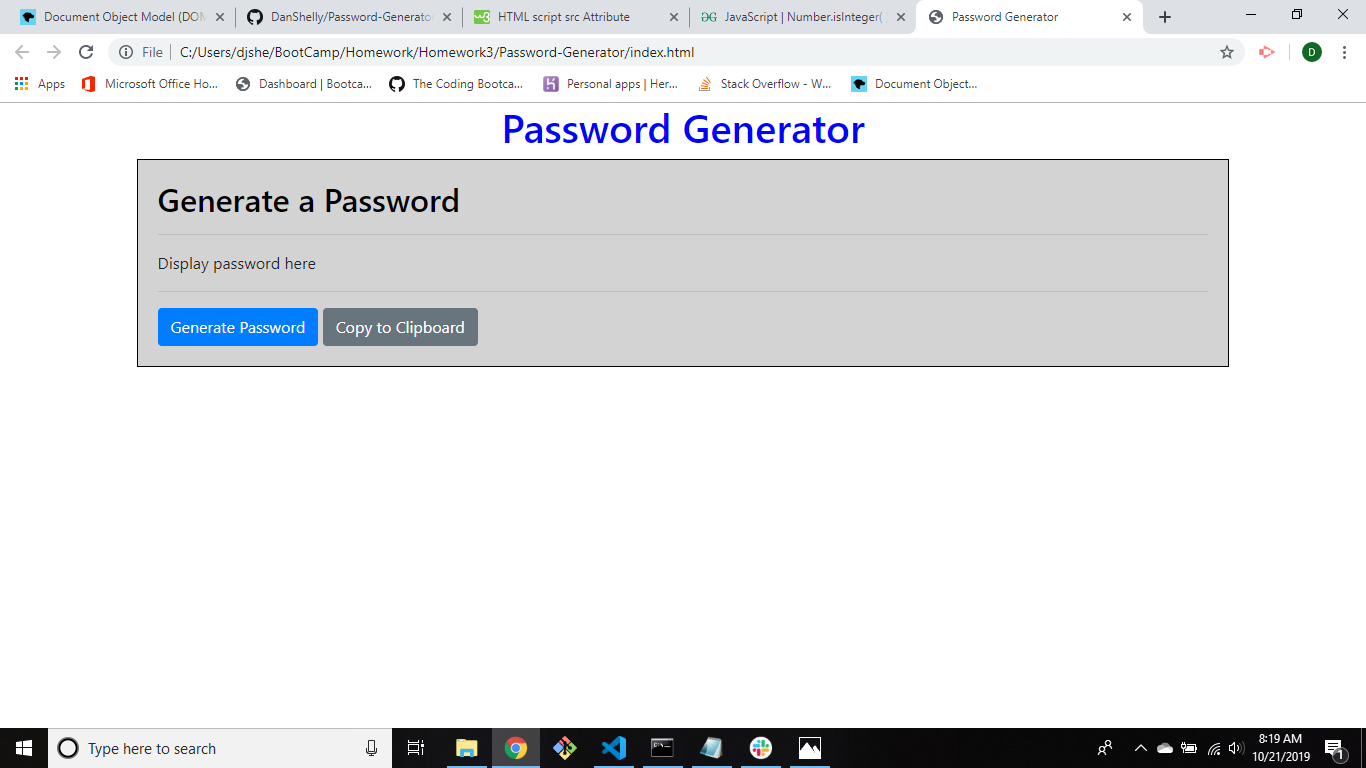 Document Object Model (DOM
DanShelly/Password-Generato
HTML script src Attribute
JavaScript | Number.isInteger( )
Password Generator
File
C:/Users/djshe/BootCamp/Homework/Homework3/Password-Generator/index.html
D
Apps
Microsoft Office Ho...
Dashboard | Bootca...
The Coding Bootca...
Personal apps | Her...
Stack Overflow - W...
Document Object...
Password Generator
Generate a Password
Display password here
Generate Password
Copy to Clipboard
Type here to search
8:19 AM
10/21/2019
1